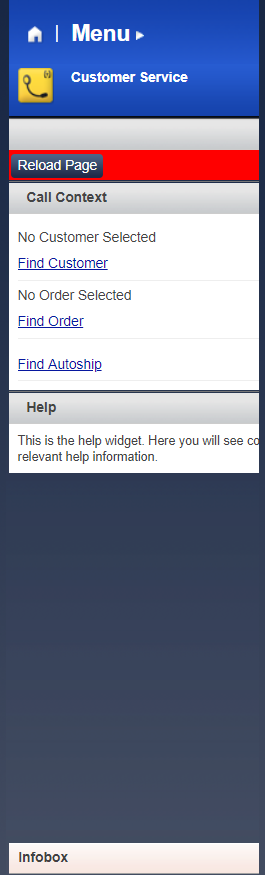 Menu
Customer Service
Reload Page
Call Context
No Customer Selected
Find Customer
No Order Selected
Find Order
Find Autoship
Help
This is the help widget. Here you will see co
relevant help information.
Infobox